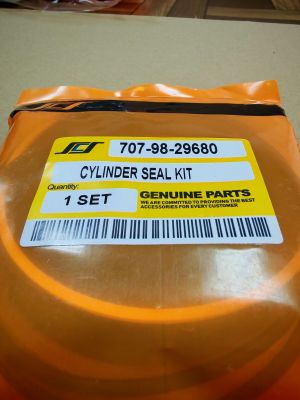 707-98-29680
CYLINDER SEAL KIT
Quantity:
1 SET
GENUINE PARTS
WE ARE COMMITTED TO PROVIDING THE BEST
ACCESSORIES FOR EVERY CUSTOMER